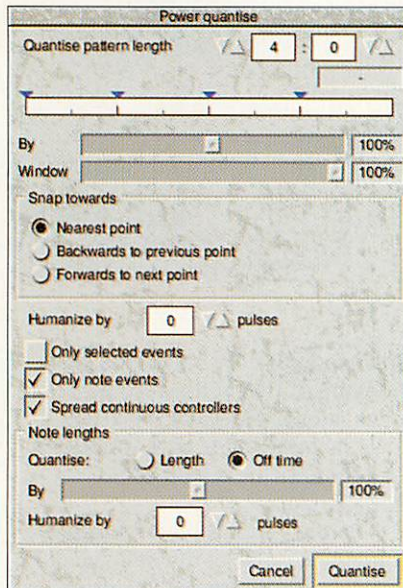 Power quantise
Quantise pattern length 4 : 0
-
By 100%
Window 100%
Snap towards
Nearest point
Backwards to previous point
Forwards to next point
Humanize by 0 pulses
Only selected events
Only note events
Spread continuous controllers
Note lengths
Quantise: Length Off time
By 100%
Humanize by 0 pulses
Cancel Quantise